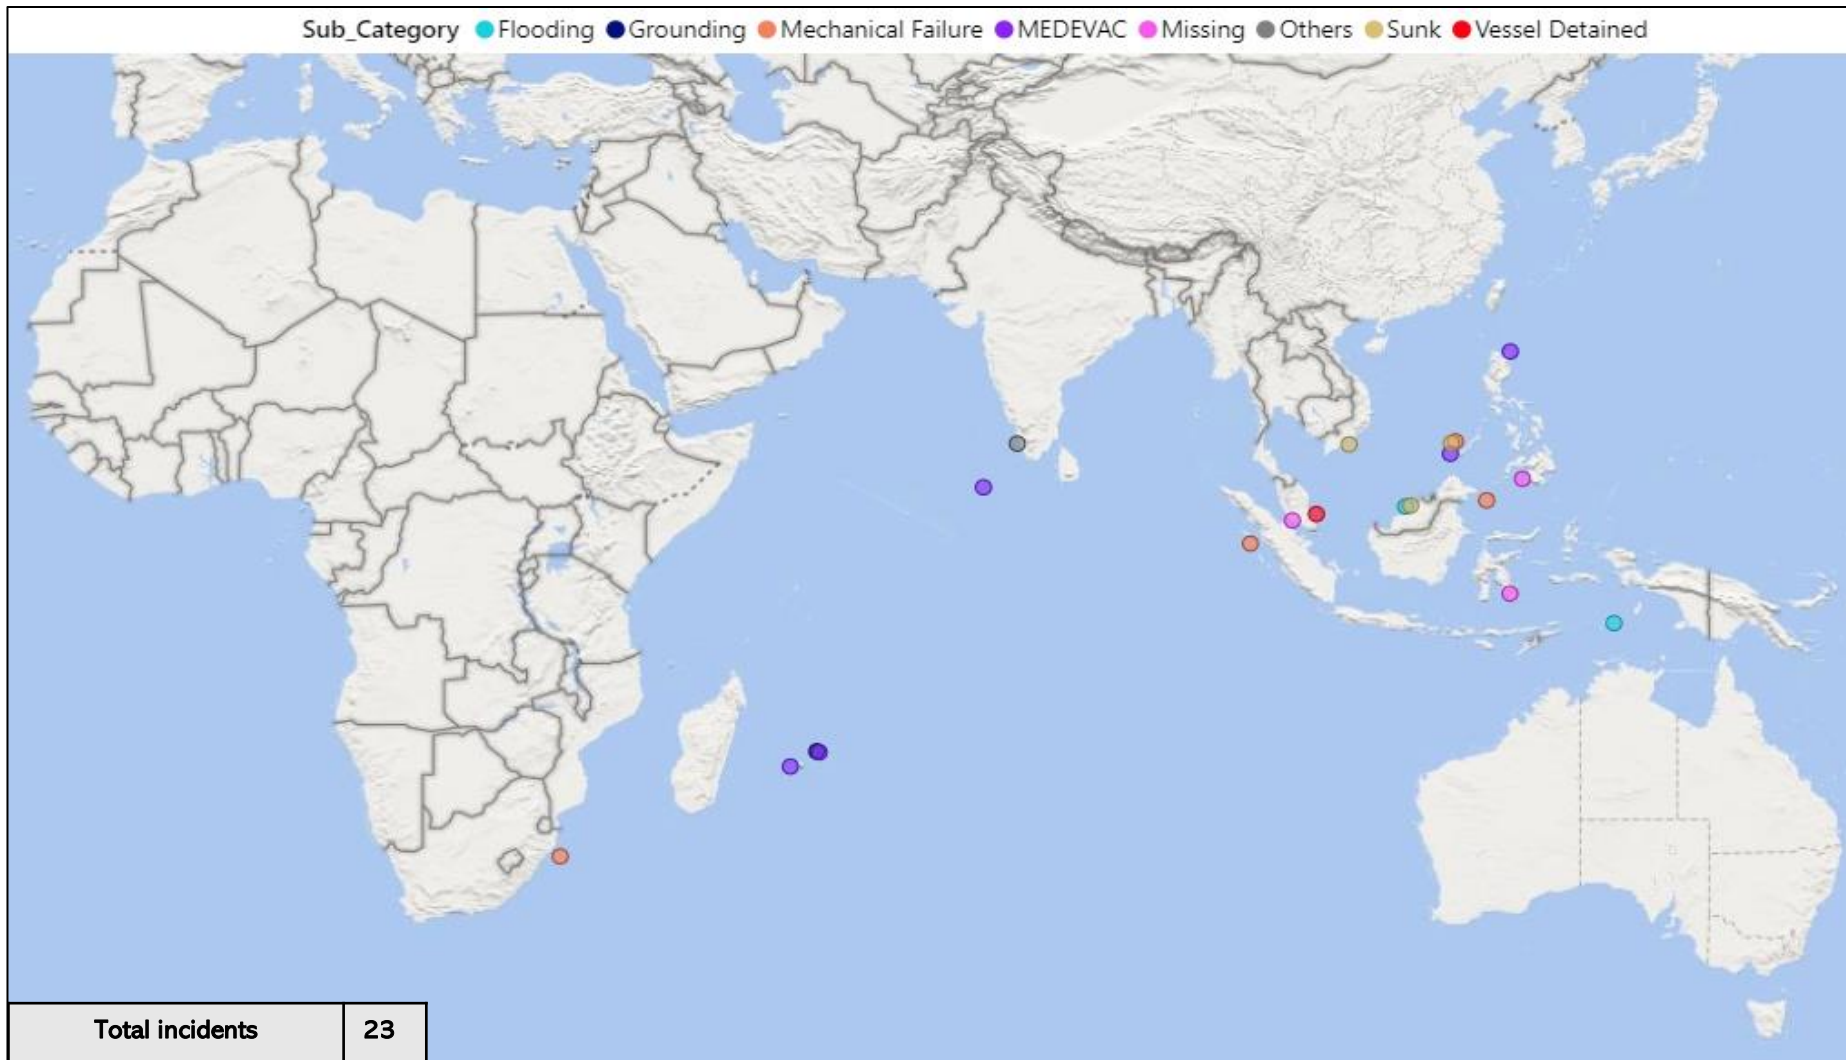 Sub_Category Flooding Grounding Mechanical Failure MEDEVAC Missing Others Sunk Vessel Detained
Total incidents 23